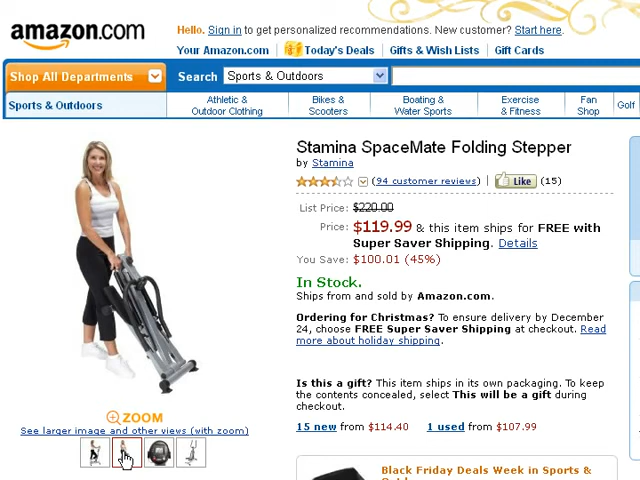 amazon.com
Hello. Sign in to get personalized recommendations. New customer? Start here.
Your Amazon.com Today's Deals Gifts & Wish Lists Gift Cards
Shop All Departments Search Sports & Outdoors
Sports & Outdoors Athletic & Outdoor Clothing Bikes & Scooters Boating & Water Sports Exercise & Fitness Fan Shop Golf
Stamina SpaceMate Folding Stepper
by Stamina
(94 customer reviews) | Like (15)
List Price: $220.00
Price: $119.99 & this item ships for FREE with
Super Saver Shipping. Details
You Save: $100.01 (45%)
In Stock.
Ships from and sold by Amazon.com.
Ordering for Christmas? To ensure delivery by December
24, choose FREE Super Saver Shipping at checkout. Read
more about holiday shipping.
Is this a gift? This item ships in its own packaging. To keep
the contents concealed, select This will be a gift during
checkout.
15 new from $114.40 1 used from $107.99
ZOOM
See larger image and other views (with zoom)
Black Friday Deals Week in Sports &